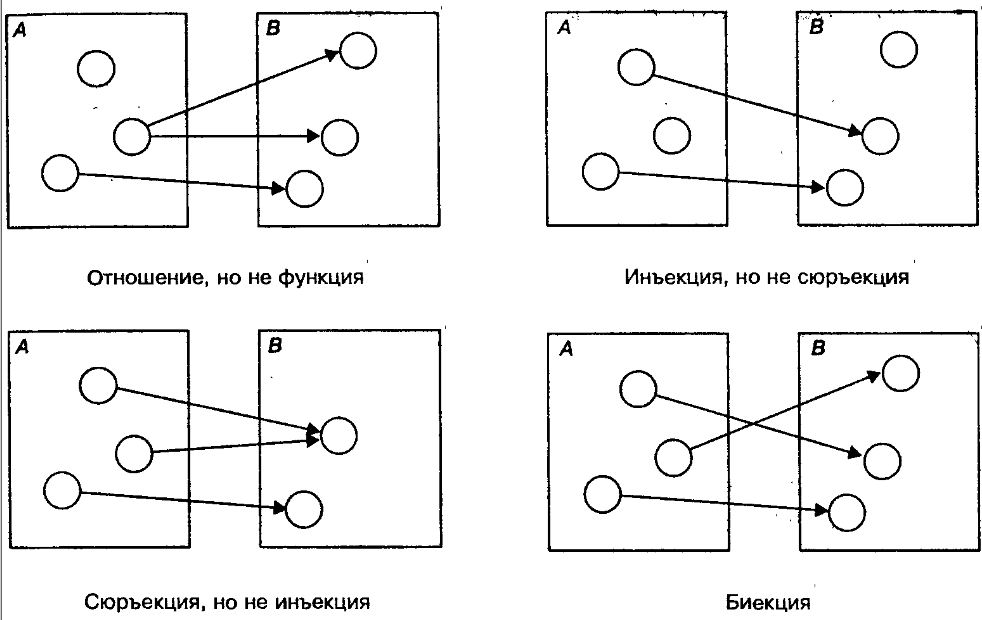 A B A B
Отношение, но не функция Инъекция, но не сюръекция
A B A B
Сюръекция, но не инъекция Биекция